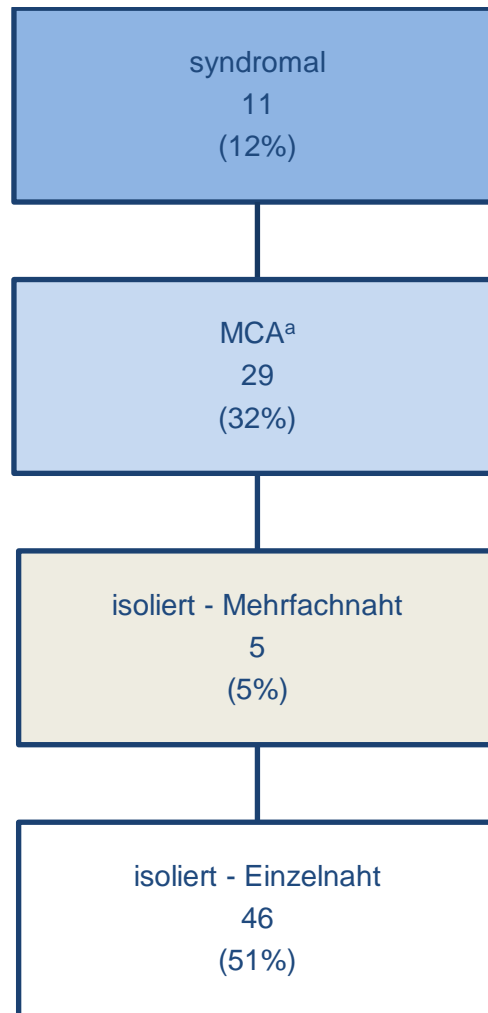 syndromal
11
(12%)
MCAᵃ
29
(32%)
isoliert - Mehrfachnaht
5
(5%)
isoliert - Einzelnaht
46
(51%)